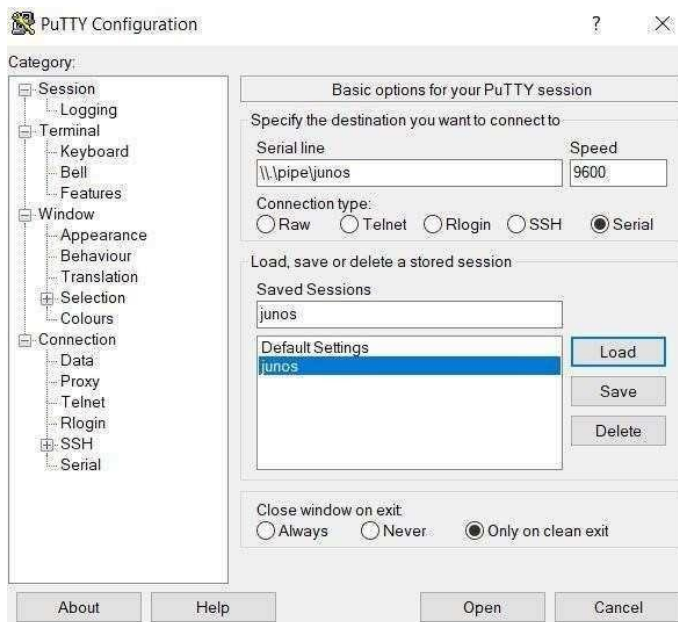 PuTTY Configuration
?
Category:
Session
Logging
Terminal
Keyboard
Bell
Features
Window
Appearance
Behaviour
Translation
Selection
Colours
Connection
Data
Proxy
Telnet
Rlogin
SSH
Serial
Basic options for your PuTTY session
Specify the destination you want to connect to
Serial line Speed
\\.\pipe\junos 9600
Connection type:
Raw Telnet Rlogin SSH Serial
Load, save or delete a stored session
Saved Sessions
junos
Default Settings
junos
Load
Save
Delete
Close window on exit:
Always Never Only on clean exit
About Help Open Cancel